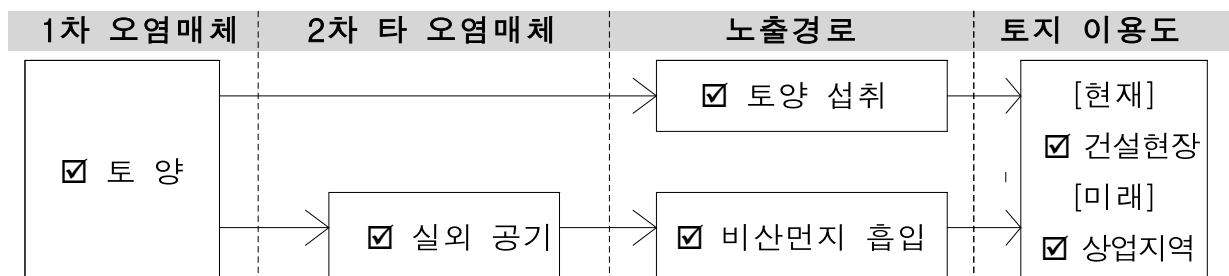 1차 오염매체 2차 타 오염매체 노출경로 토지 이용도
☑ 토양 섭취 [현재]
☑ 건설현장
☑ 토 양
[미래]
☑ 실외 공기 ☑ 비산먼지 흡입 ☑ 상업지역